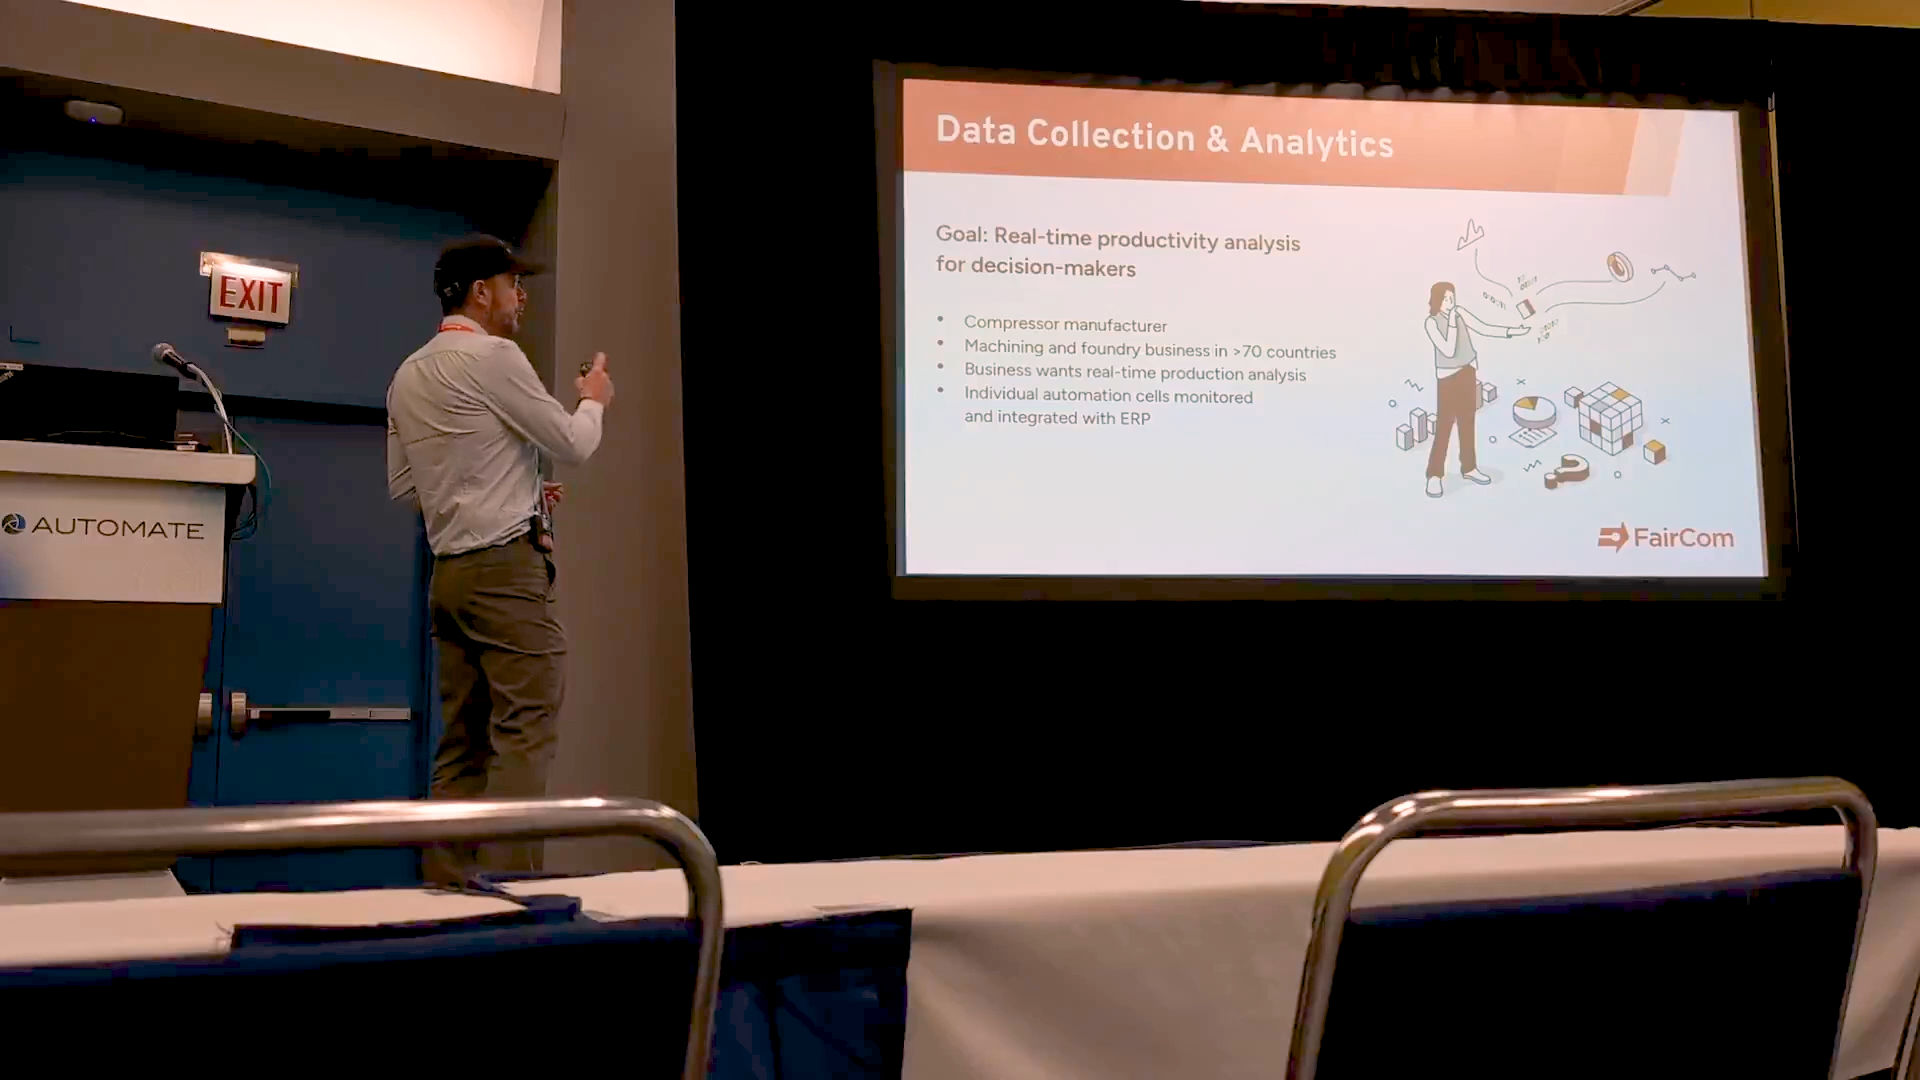 EXIT
AUTOMATE
Data Collection & Analytics
Goal: Real-time productivity analysis
for decision-makers
• Compressor manufacturer
• Machining and foundry business in >70 countries
• Business wants real-time production analysis
• Individual automation cells monitored
and integrated with ERP
FairCom